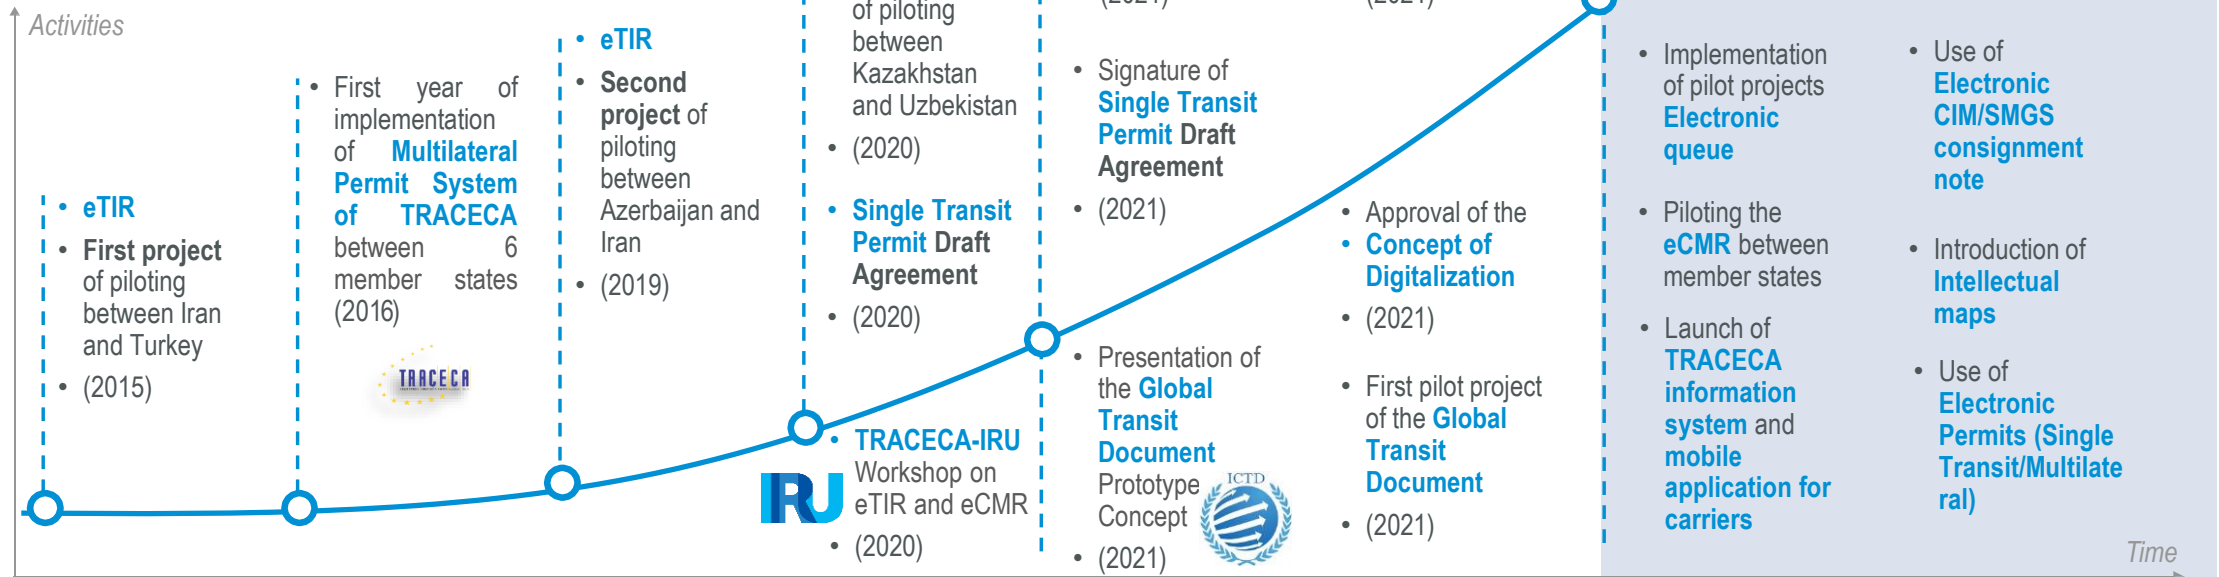 Activities
• eTIR
• First project
of piloting
between Iran
and Turkey
• (2015)
• First year of
implementation
of Multilateral
Permit System
of TRACECA
between 6
member states
(2016)
TRACECA
• eTIR
• Second
project of
piloting
between
Azerbaijan and
Iran
• (2019)
of piloting
between
Kazakhstan
and Uzbekistan
• (2020)
• Single Transit
Permit Draft
Agreement
• (2020)
• TRACECA-IRU
Workshop on
eTIR and eCMR
• (2020)
IRU
• Signature of
Single Transit
Permit Draft
Agreement
• (2021)
• Presentation of
the Global
Transit
Document
Prototype
Concept
• (2021)
ICTD
• Approval of the
• Concept of
Digitalization
• (2021)
• First pilot project
of the Global
Transit
Document
• (2021)
• Implementation
of pilot projects
Electronic
queue
• Piloting the
eCMR between
member states
• Launch of
TRACECA
information
system and
mobile
application for
carriers
• Use of
Electronic
CIM/SMGS
consignment
note
• Introduction of
Intellectual
maps
• Use of
Electronic
Permits (Single
Transit/Multilate
ral)
Time